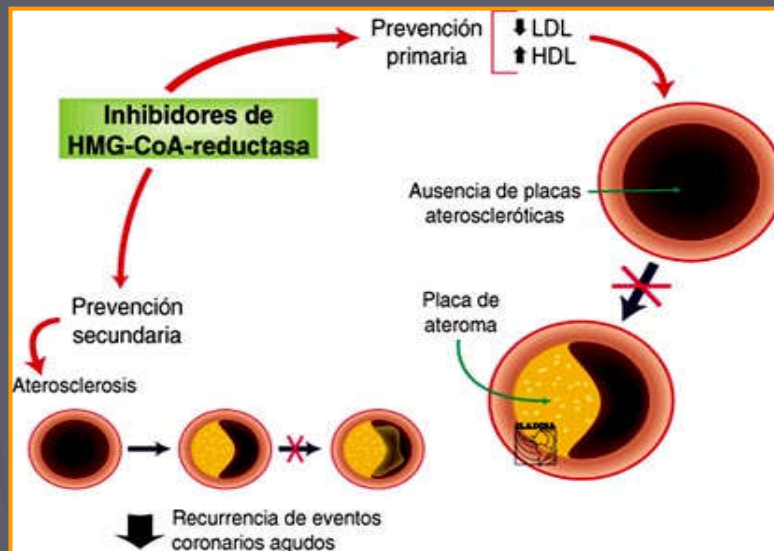 Prevención
primaria
LDL
HDL
Inhibidores de
HMG-CoA-reductasa
Ausencia de placas
ateroscleróticas
Prevención
secundaria
Placa de
ateroma
Aterosclerosis
Recurrencia de eventos
coronarios agudos